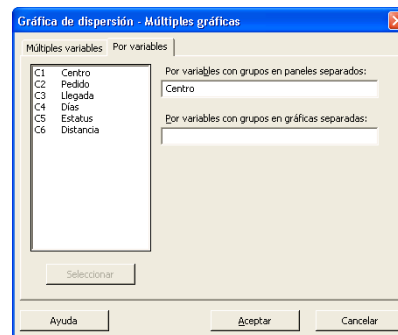 Gráfica de dispersión - Múltiples gráficas
Múltiples variables
Por variables
C1 Centro
C2 Pedido
C3 Llegada
C4 Días
C5 Estatus
C6 Distancia
Por variables con grupos en paneles separados:
Centro
Por variables con grupos en gráficas separadas:
Seleccionar
Ayuda
Aceptar
Cancelar